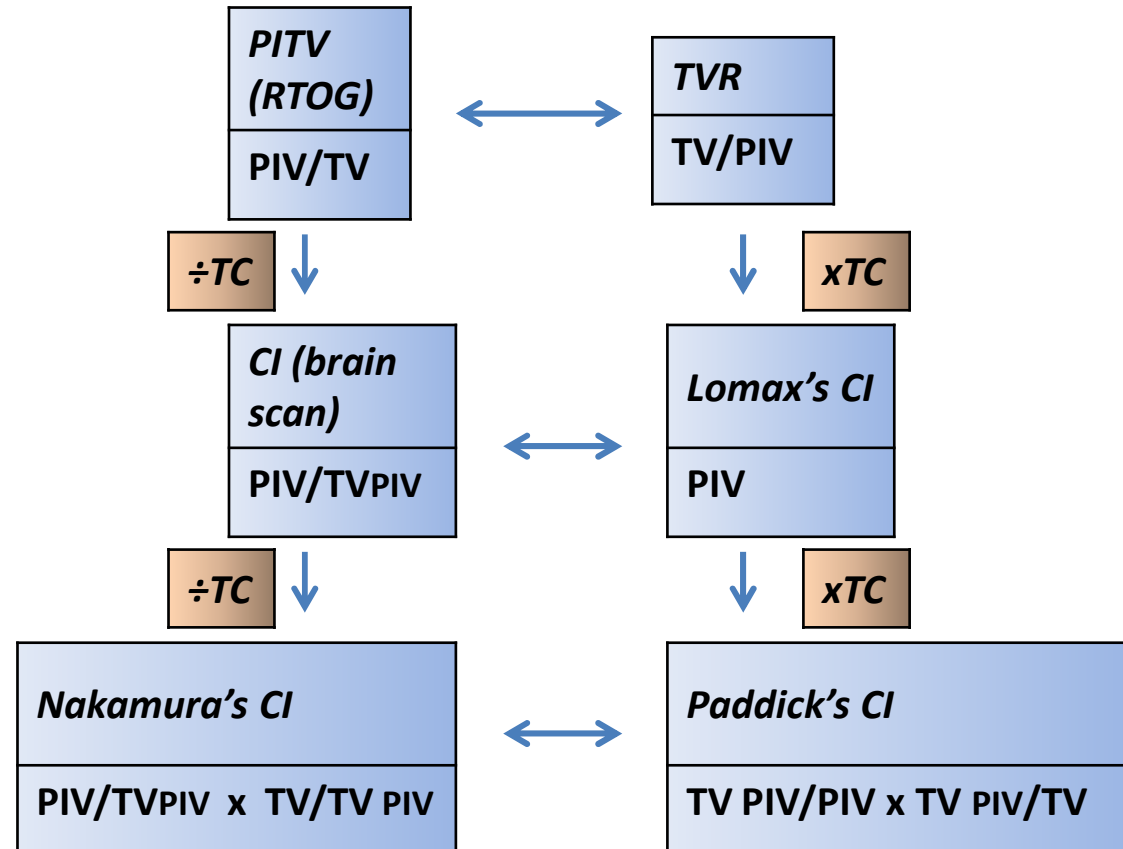 PITV
(RTOG)
PIV/TV
TVR
TV/PIV
÷TC
xTC
CI (brain
scan)
PIV/TVPIV
Lomax’s CI
PIV
÷TC
xTC
Nakamura’s CI
PIV/TVPIV x TV/TV PIV
Paddick’s CI
TV PIV/PIV x TV PIV/TV